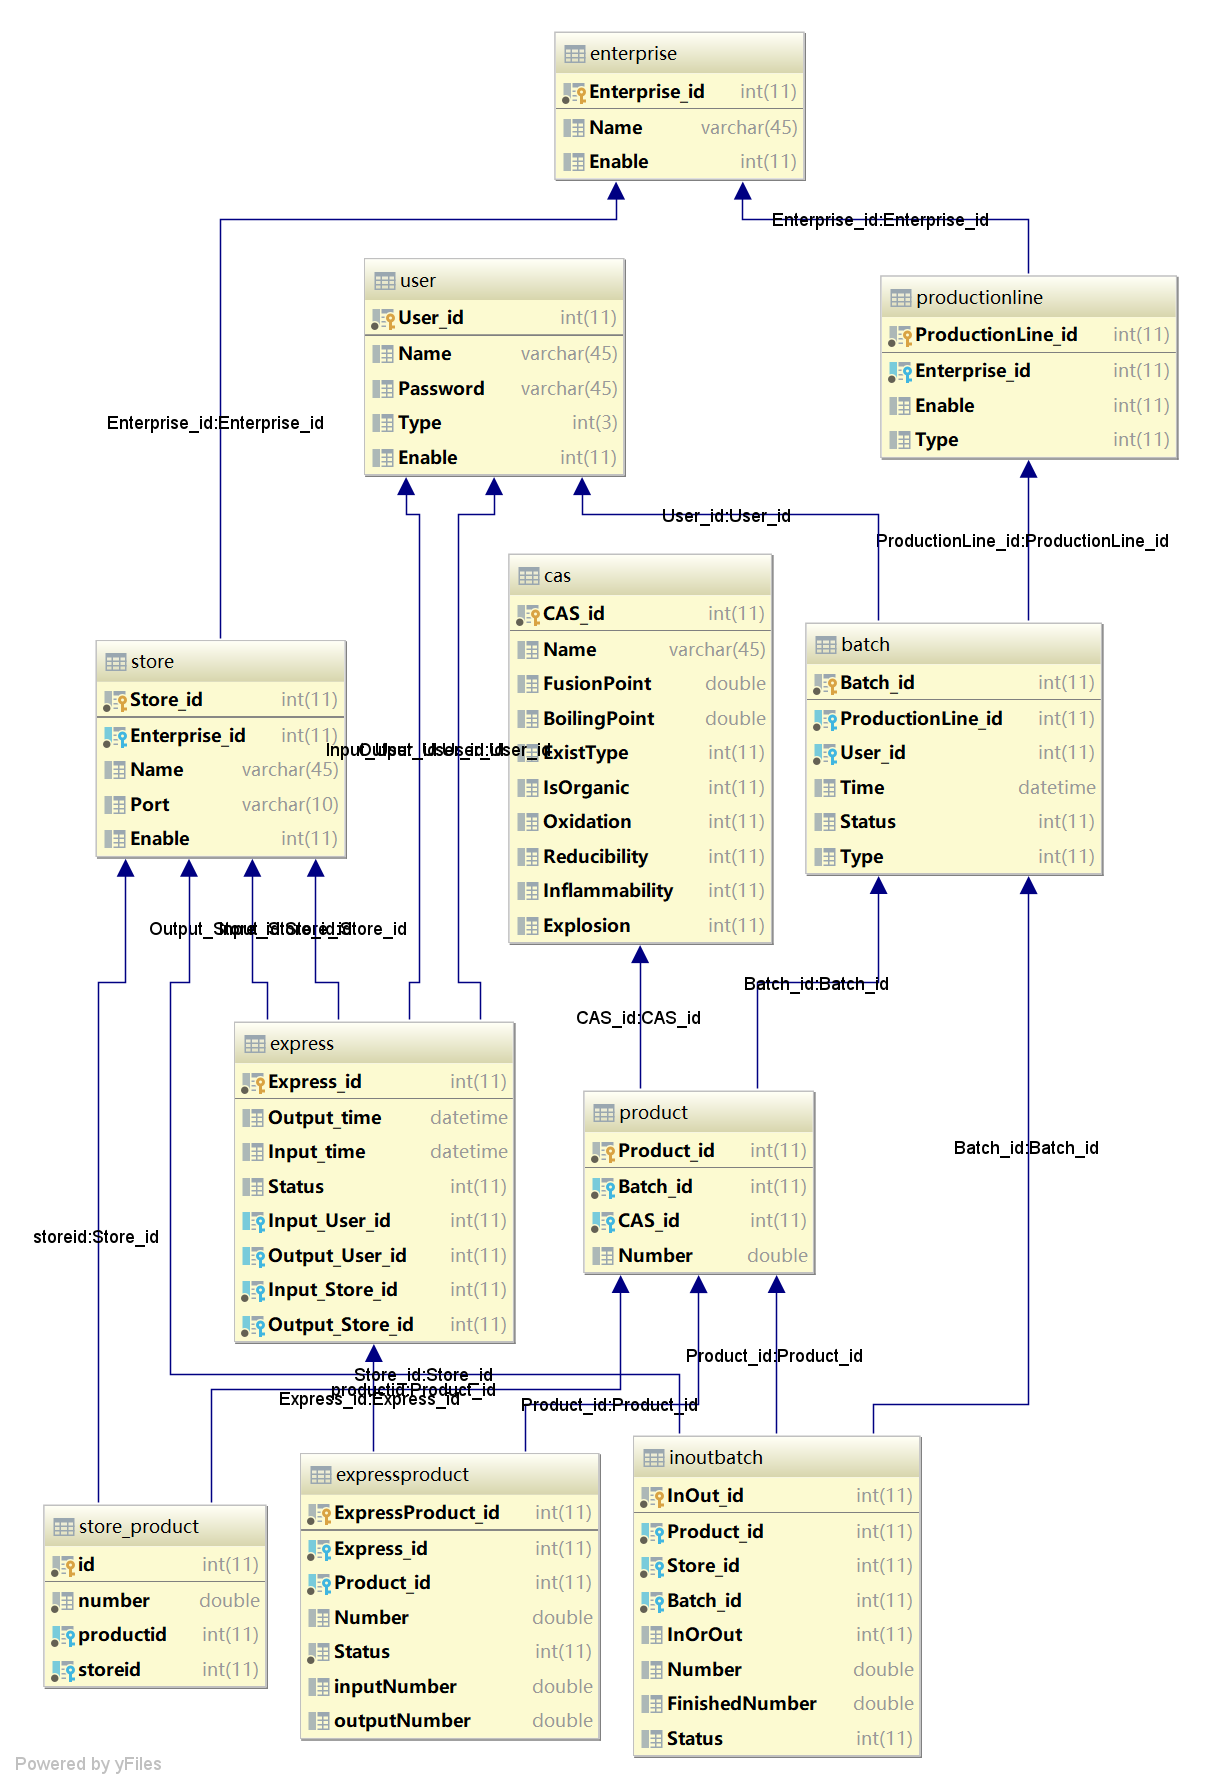 enterprise
Enterprise_id int(11)
Name varchar(45)
Enable int(11)
Enterprise_id:Enterprise_id
user
User_id int(11)
Name varchar(45)
Password varchar(45)
Type int(3)
Enable int(11)
productionline
ProductionLine_id int(11)
Enterprise_id int(11)
Enable int(11)
Type int(11)
Enterprise_id:Enterprise_id
User_id:User_id
ProductionLine_id:ProductionLine_id
cas
CAS_id int(11)
Name varchar(45)
FusionPoint double
BoilingPoint double
ExistType int(11)
IsOrganic int(11)
Oxidation int(11)
Reducibility int(11)
Inflammability int(11)
Explosion int(11)
batch
Batch_id int(11)
ProductionLine_id int(11)
User_id int(11)
Time datetime
Status int(11)
Type int(11)
store
Store_id int(11)
Enterprise_id int(11)
Name varchar(45)
Port varchar(10)
Enable int(11)
Input_User_id:User_id
Output_User_id:User_id
Output_Store_id:Store_id
Input_Store_id:Store_id
Batch_id:Batch_id
CAS_id:CAS_id
express
Express_id int(11)
Output_time datetime
Input_time datetime
Status int(11)
Input_User_id int(11)
Output_User_id int(11)
Input_Store_id int(11)
Output_Store_id int(11)
product
Product_id int(11)
Batch_id int(11)
CAS_id int(11)
Number double
Batch_id:Batch_id
storeid:Store_id
Product_id:Product_id
Store_id:Store_id
productid:Product_id
Express_id:Express_id
Product_id:Product_id
expressproduct
ExpressProduct_id int(11)
Express_id int(11)
Product_id int(11)
Number double
Status int(11)
inputNumber double
outputNumber double
inoutbatch
InOut_id int(11)
Product_id int(11)
Store_id int(11)
Batch_id int(11)
InOrOut int(11)
Number double
FinishedNumber double
Status int(11)
store_product
id int(11)
number double
productid int(11)
storeid int(11)
Powered by yFiles